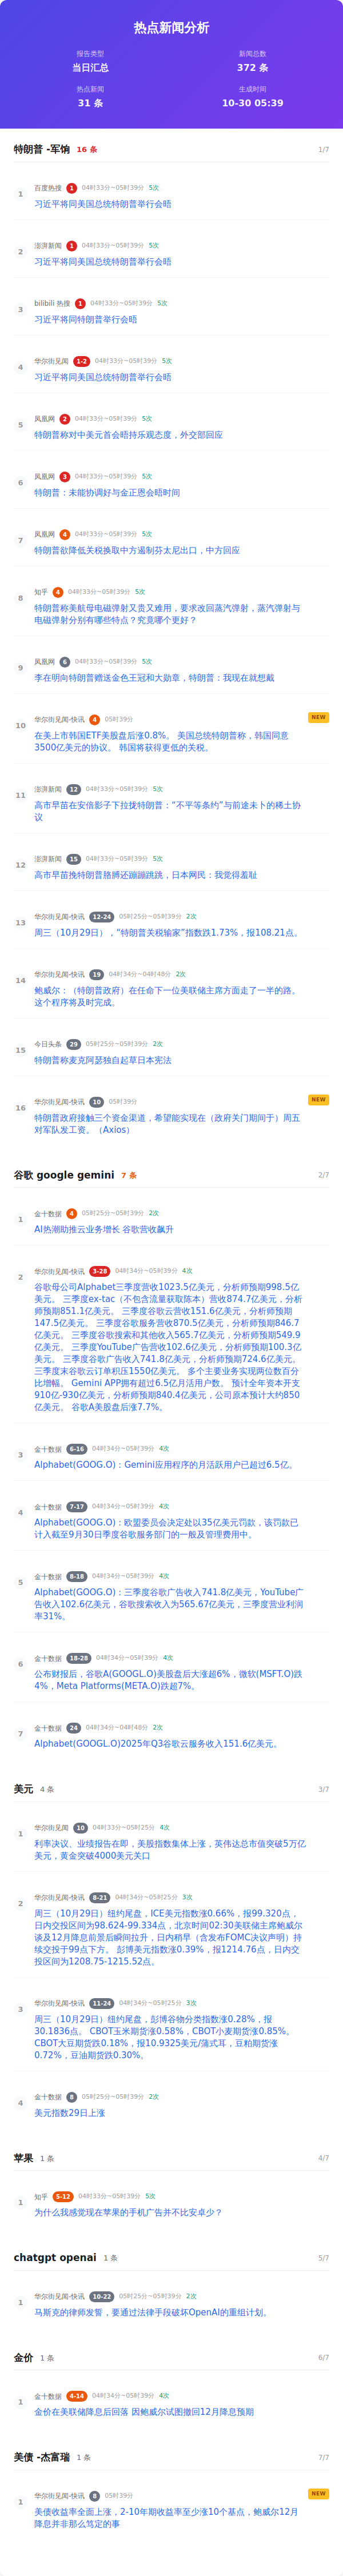 热点新闻分析
报告类型
新闻总数
当日汇总
372 条
热点新闻
生成时间
31 条
10-30 05:39
特朗普 -军饷 16 条 1/7
1
百度热搜 1 04时33分~05时39分 5次
习近平将同美国总统特朗普举行会晤
2
澎湃新闻 1 04时33分~05时39分 5次
习近平将同美国总统特朗普举行会晤
3
bilibili 热搜 1 04时33分~05时39分 5次
习近平将同特朗普举行会晤
4
华尔街见闻 1-2 04时33分~05时39分 5次
习近平将同美国总统特朗普举行会晤
5
凤凰网 2 04时33分~05时39分 5次
特朗普称对中美元首会晤持乐观态度，外交部回应
6
凤凰网 3 04时33分~05时39分 5次
特朗普：未能协调好与金正恩会晤时间
7
凤凰网 4 04时33分~05时39分 5次
特朗普欲降低关税换取中方遏制芬太尼出口，中方回应
8
知乎 4 04时33分~05时39分 5次
特朗普称美航母电磁弹射又贵又难用，要求改回蒸汽弹射，蒸汽弹射与
电磁弹射分别有哪些特点？究竟哪个更好？
9
凤凰网 6 04时33分~05时39分 5次
李在明向特朗普赠送金色王冠和大勋章，特朗普：我现在就想戴
10
华尔街见闻-快讯 4 05时39分 NEW
在美上市韩国ETF美股盘后涨0.8%。 美国总统特朗普称，韩国同意
3500亿美元的协议。 韩国将获得更低的关税。
11
澎湃新闻 12 04时33分~05时39分 5次
高市早苗在安倍影子下拉拢特朗普：“不平等条约”与前途未卜的稀土协
议
12
澎湃新闻 15 04时33分~05时39分 5次
高市早苗挽特朗普胳膊还蹦蹦跳跳，日本网民：我觉得羞耻
13
华尔街见闻-快讯 12-24 05时25分~05时39分 2次
周三（10月29日），“特朗普关税输家”指数跌1.73%，报108.21点。
14
华尔街见闻-快讯 19 04时34分~04时48分 2次
鲍威尔：（特朗普政府）在任命下一位美联储主席方面走了一半的路。
这个程序将及时完成。
15
今日头条 29 05时25分~05时39分 2次
特朗普称麦克阿瑟独自起草日本宪法
16
华尔街见闻-快讯 10 05时39分 NEW
特朗普政府接触三个资金渠道，希望能实现在（政府关门期间于）周五
对军队发工资。（Axios）
谷歌 google gemini 7 条 2/7
1
金十数据 4 05时25分~05时39分 2次
AI热潮助推云业务增长 谷歌营收飙升
2
华尔街见闻-快讯 3-28 04时34分~05时39分 4次
谷歌母公司Alphabet三季度营收1023.5亿美元，分析师预期998.5亿
美元。 三季度ex-tac（不包含流量获取陈本）营收874.7亿美元，分析
师预期851.1亿美元。 三季度谷歌云营收151.6亿美元，分析师预期
147.5亿美元。 三季度谷歌服务营收870.5亿美元，分析师预期846.7
亿美元。 三季度谷歌搜索和其他收入565.7亿美元，分析师预期549.9
亿美元。 三季度YouTube广告营收102.6亿美元，分析师预期100.3亿
美元。 三季度谷歌广告收入741.8亿美元，分析师预期724.6亿美元。
三季度末谷歌云订单积压1550亿美元。 多个主要业务实现两位数百分
比增幅。 Gemini APP拥有超过6.5亿月活用户数。 预计全年资本开支
910亿-930亿美元，分析师预期840.4亿美元，公司原本预计大约850
亿美元。 谷歌A美股盘后涨7.7%。
3
金十数据 6-16 04时34分~05时39分 4次
Alphabet(GOOG.O)：Gemini应用程序的月活跃用户已超过6.5亿。
4
金十数据 7-17 04时34分~05时39分 4次
Alphabet(GOOG.O)：欧盟委员会决定处以35亿美元罚款，该罚款已
计入截至9月30日季度谷歌服务部门的一般及管理费用中。
5
金十数据 8-18 04时34分~05时39分 4次
Alphabet(GOOG.O)：三季度谷歌广告收入741.8亿美元，YouTube广
告收入102.6亿美元，谷歌搜索收入为565.67亿美元，三季度营业利润
率31%。
6
金十数据 18-28 04时34分~05时39分 4次
公布财报后，谷歌A(GOOGL.O)美股盘后大涨超6%，微软(MSFT.O)跌
4%，Meta Platforms(META.O)跌超7%。
7
金十数据 24 04时34分~04时48分 2次
Alphabet(GOOGL.O)2025年Q3谷歌云服务收入151.6亿美元。
美元 4 条 3/7
1
华尔街见闻 10 04时33分~05时25分 4次
利率决议、业绩报告在即，美股指数集体上涨，英伟达总市值突破5万亿
美元，黄金突破4000美元关口
2
华尔街见闻-快讯 8-21 04时34分~05时25分 3次
周三（10月29日）纽约尾盘，ICE美元指数涨0.66%，报99.320点，
日内交投区间为98.624-99.334点，北京时间02:30美联储主席鲍威尔
谈及12月降息前景后瞬间拉升，日内稍早（含发布FOMC决议声明）持
续交投于99点下方。 彭博美元指数涨0.39%，报1214.76点，日内交
投区间为1208.75-1215.52点。
3
华尔街见闻-快讯 11-24 04时34分~05时25分 3次
周三（10月29日）纽约尾盘，彭博谷物分类指数涨0.28%，报
30.1836点。 CBOT玉米期货涨0.58%，CBOT小麦期货涨0.85%。
CBOT大豆期货跌0.18%，报10.9325美元/蒲式耳，豆粕期货涨
0.72%，豆油期货跌0.30%。
4
金十数据 8 05时25分~05时39分 2次
美元指数29日上涨
苹果 1 条 4/7
1
知乎 5-12 04时33分~05时39分 5次
为什么我感觉现在苹果的手机广告并不比安卓少？
chatgpt openai 1 条 5/7
1
华尔街见闻-快讯 10-22 05时25分~05时39分 2次
马斯克的律师发誓，要通过法律手段破坏OpenAI的重组计划。
金价 1 条 6/7
1
金十数据 4-14 04时34分~05时39分 4次
金价在美联储降息后回落 因鲍威尔试图撤回12月降息预期
美债 -杰富瑞 1 条 7/7
1
华尔街见闻-快讯 8 05时39分 NEW
美债收益率全面上涨，2-10年期收益率至少涨10个基点，鲍威尔12月
降息并非那么笃定的事